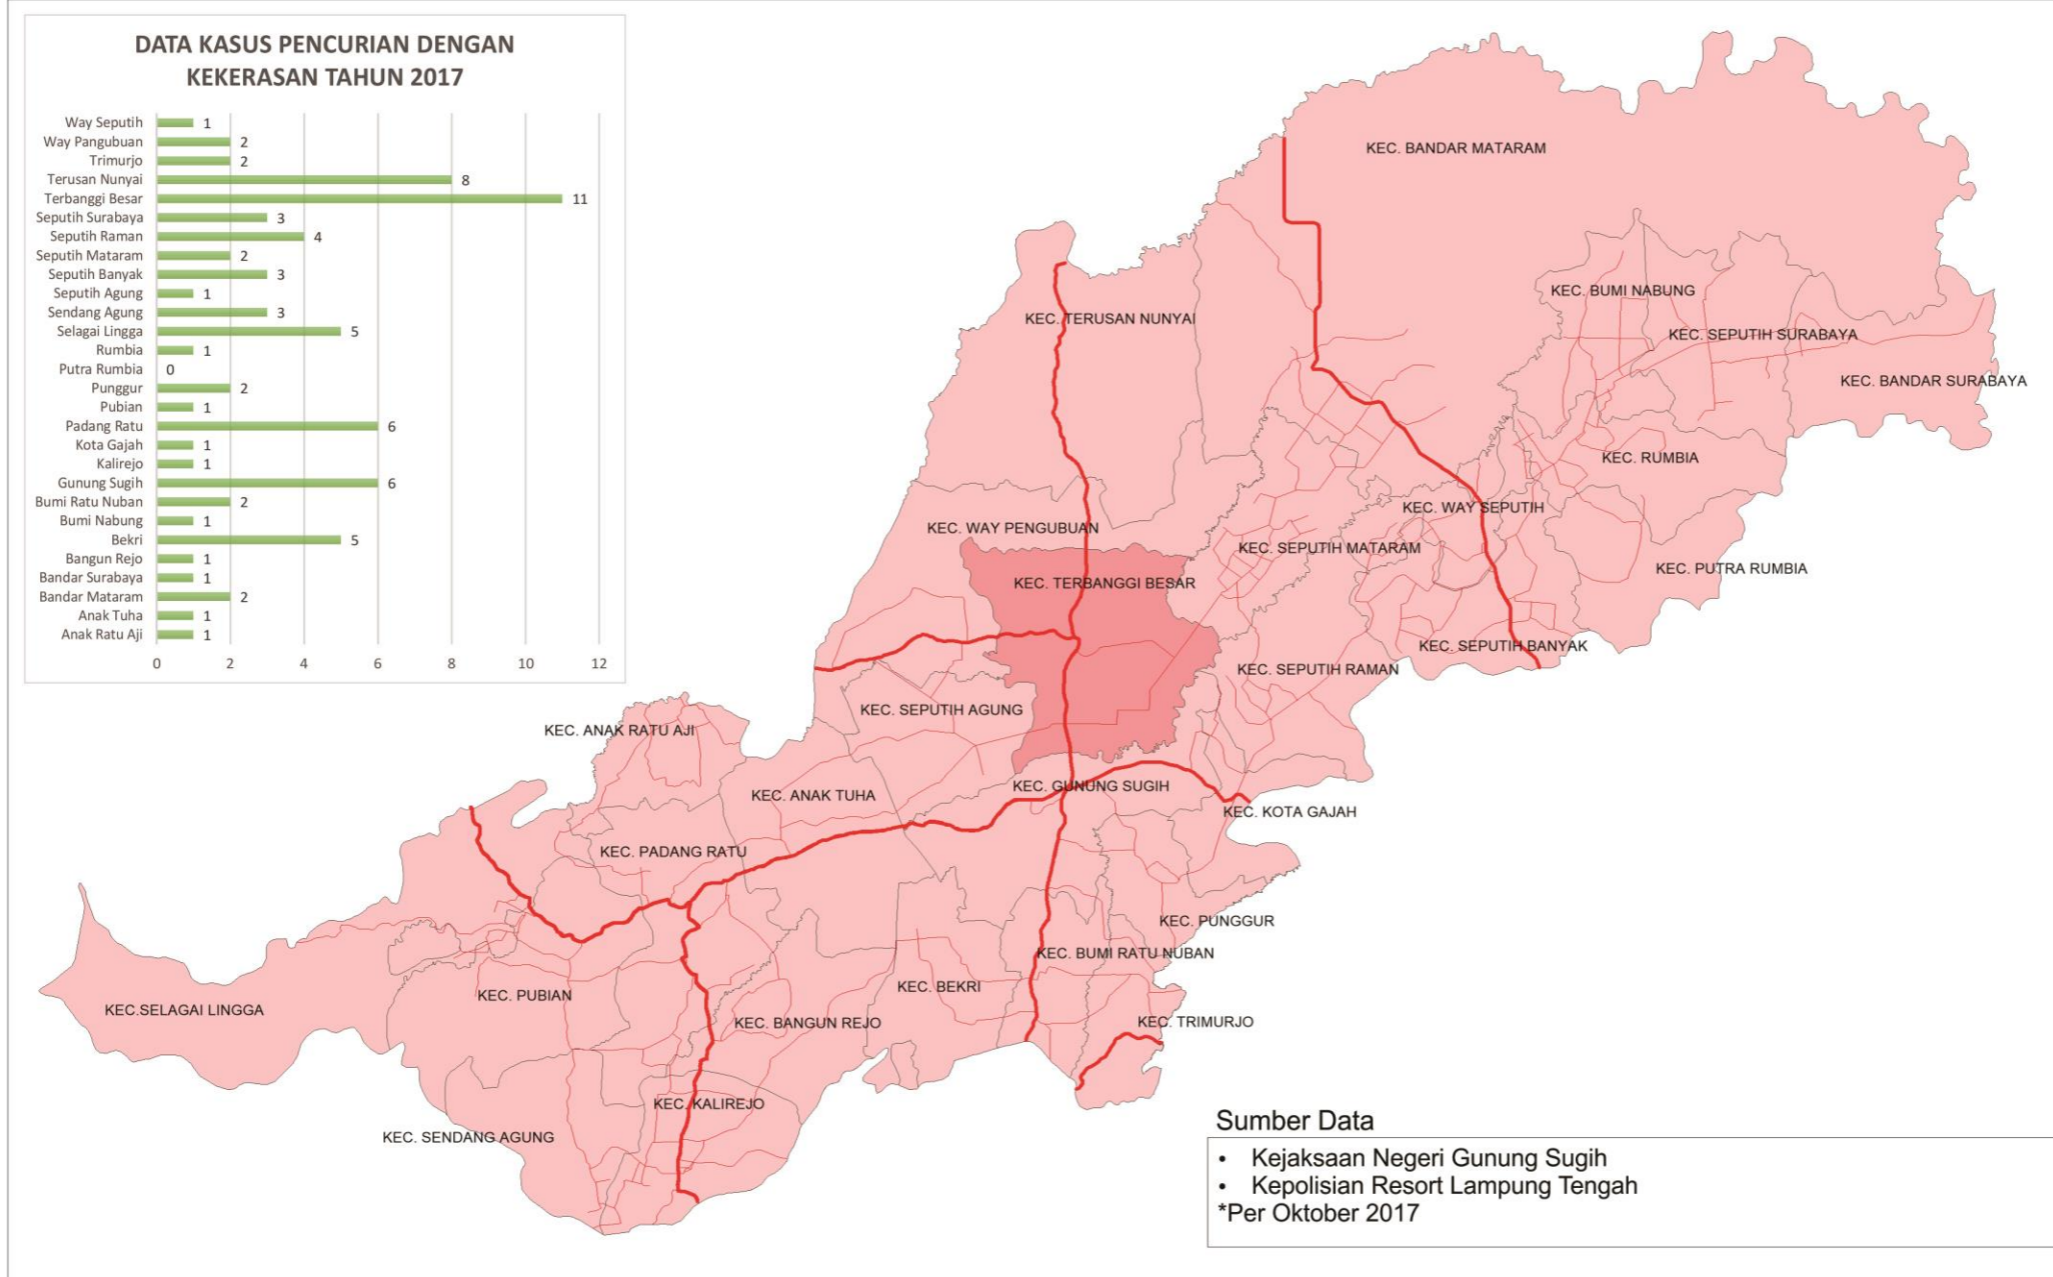 DATA KASUS PENCURIAN DENGAN
KEKERASAN TAHUN 2017
Way Seputih 1
Way Pangubuan 2
Trimurjo 2
Terusan Nunyai 8
Terbanggi Besar 11
Seputih Surabaya 3
Seputih Raman 4
Seputih Mataram 2
Seputih Banyak 3
Seputih Agung 1
Sendang Agung 3
Selagai Lingga 5
Rumbia 1
Putra Rumbia 0
Punggur 2
Pubian 1
Padang Ratu 6
Kota Gajah 1
Kalirejo 1
Gunung Sugih 6
Bumi Ratu Nuban 2
Bumi Nabung 1
Bekri 5
Bangun Rejo 1
Bandar Surabaya 1
Bandar Mataram 2
Anak Tuha 1
Anak Ratu Aji 1
0 2 4 6 8 10 12
KEC. BANDAR MATARAM
KEC. BUMI NABUNG
KEC. TERUSAN NUNYAI
KEC. SEPUTIH SURABAYA
KEC. BANDAR SURABAYA
KEC. RUMBIA
KEC. WAY SEPUTIH
KEC. WAY PENGUBUAN
KEC. SEPUTIH MATARAM
KEC. PUTRA RUMBIA
KEC. TERBANGGI BESAR
KEC. SEPUTIH BANYAK
KEC. SEPUTIH RAMAN
KEC. SEPUTIH AGUNG
KEC. ANAK RATU AJI
KEC. GUNUNG SUGIH
KEC. ANAK TUHA
KEC. KOTA GAJAH
KEC. PADANG RATU
KEC. PUNGGUR
KEC. BUMI RATU NUBAN
KEC. BEKRI
KEC. PUBIAN
KEC.SELAGAI LINGGA
KEC. BANGUN REJO
KEC. TRIMURJO
KEC. KALIREJO
KEC. SENDANG AGUNG
Sumber Data
• Kejaksaan Negeri Gunung Sugih
• Kepolisian Resort Lampung Tengah
*Per Oktober 2017